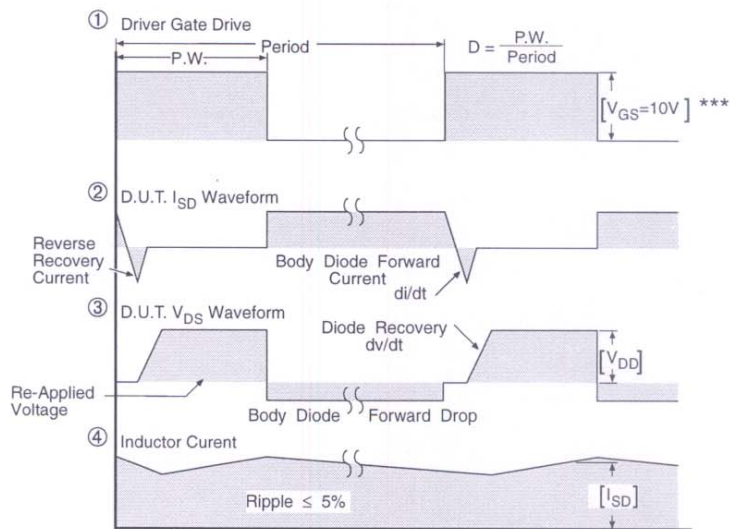 ① Driver Gate Drive
P.W.
Period
D = P.W.
Period
[VGS=10V] ***
② D.U.T. ISD Waveform
Reverse
Recovery
Current
Body Diode Forward
Current
di/dt
③ D.U.T. VDS Waveform
Diode Recovery
dv/dt
[VDD]
Re-Applied
Voltage
Body Diode Forward Drop
④ Inductor Curent
Ripple ≤ 5%
[ISD]